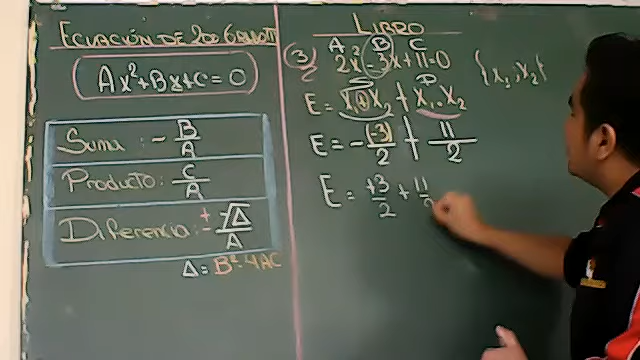 ECUACIÓN DE 2DO GRADO
Ax²+Bx+C=0
Suma: - B/A
Producto: C/A
Diferencia: ± √Δ/A
Δ = B²-4AC
LIBRO
A B C
3) 2x²-3x+11=0
{x₁, x₂}
S P
E = x₁+x₂ + x₁.x₂
E = - (-3)/2 + 11/2
E = +3/2 + 11/2